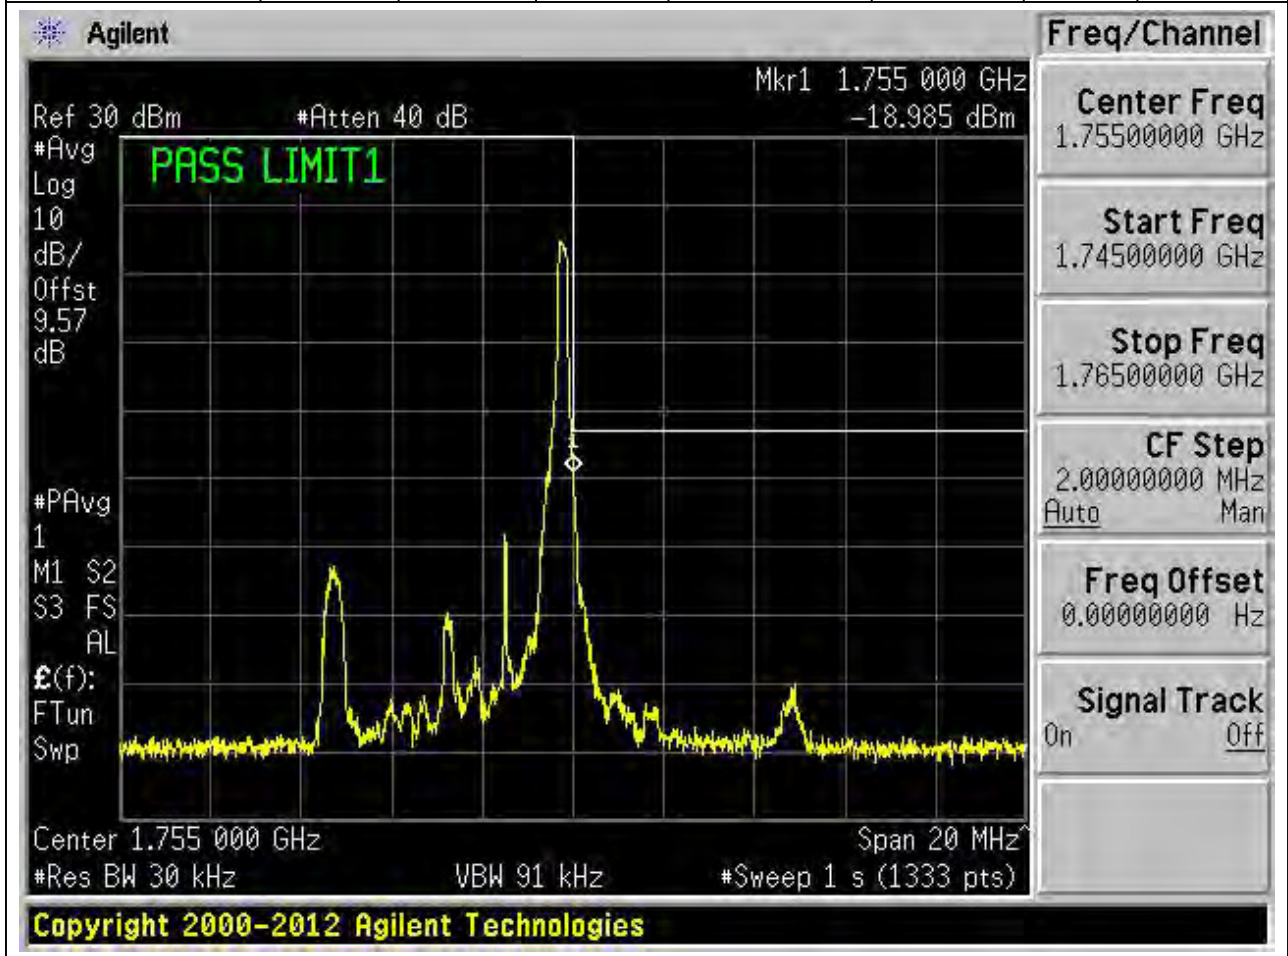 Agilent
Freq/Channel
Mkr1 1.755 000 GHz
Ref 30 dBm #Atten 40 dB -18.985 dBm
#Avg
Log
10
dB/
Offst
9.57
dB
PASS LIMIT1
1
#PAvg
1
M1 S2
S3 FS
AL
£(f):
FTun
Swp
Center 1.755 000 GHz Span 20 MHz^
#Res BW 30 kHz VBW 91 kHz #Sweep 1 s (1333 pts)
Copyright 2000-2012 Agilent Technologies
Center Freq
1.75500000 GHz
Start Freq
1.74500000 GHz
Stop Freq
1.76500000 GHz
CF Step
2.00000000 MHz
Auto Man
Freq Offset
0.00000000 Hz
Signal Track
On Off